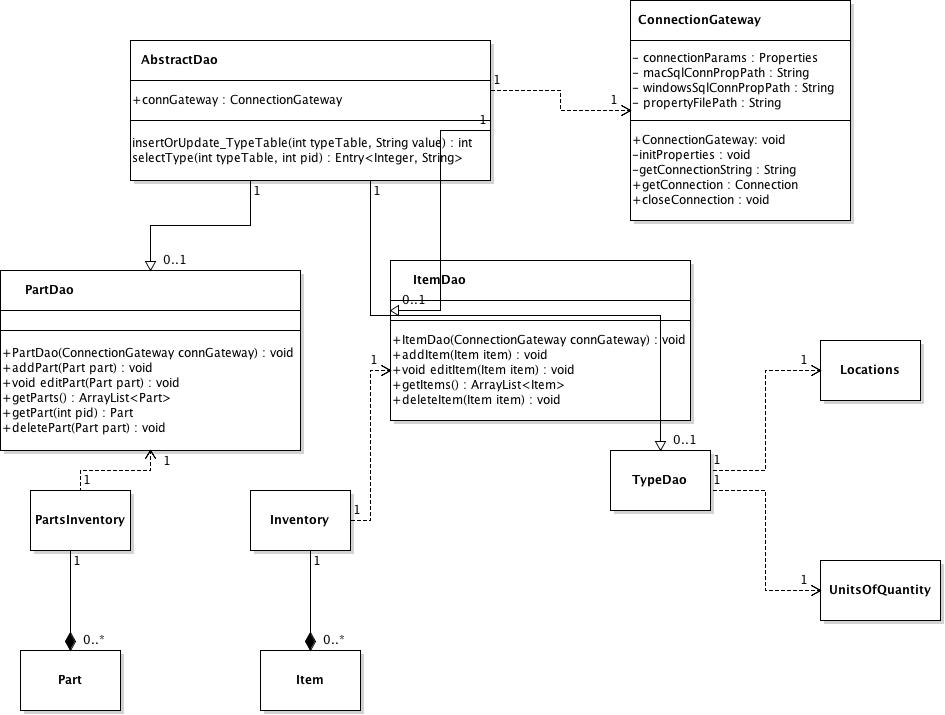 ConnectionGateway
- connectionParams : Properties
- macSqlConnPropPath : String
- windowsSqlConnPropPath : String
- propertyFilePath : String
+ConnectionGateway: void
-initProperties : void
-getConnectionString : String
+getConnection : Connection
+closeConnection : void
AbstractDao
+connGateway : ConnectionGateway
insertOrUpdate_TypeTable(int typeTable, String value) : int
selectType(int typeTable, int pid) : Entry<Integer, String>
1
1
1
1
1
0..1
PartDao
+PartDao(ConnectionGateway connGateway) : void
+addPart(Part part) : void
+void editPart(Part part) : void
+getParts() : ArrayList<Part>
+getPart(int pid) : Part
+deletePart(Part part) : void
ItemDao
0..1
+ItemDao(ConnectionGateway connGateway) : void
+addItem(Item item) : void
+void editItem(Item item) : void
+getItems() : ArrayList<Item>
+deleteItem(Item item) : void
1
0..1
1
Locations
TypeDao
1
1
1
1
PartsInventory
1
Inventory
1
1
UnitsOfQuantity
1
1
0..*
0..*
Part
Item